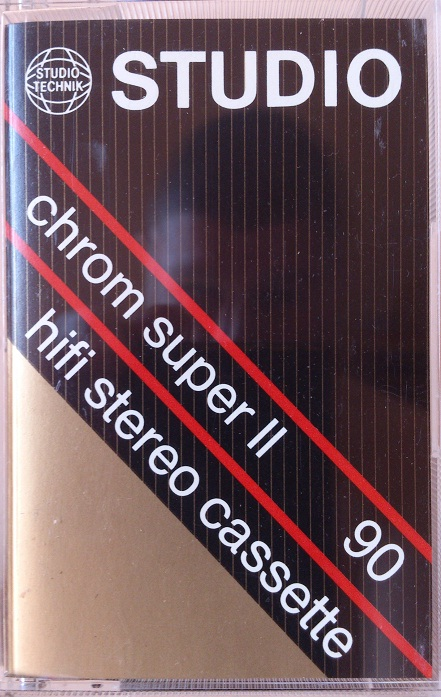 STUDIO
TECHNIK
STUDIO
chrom super II
90
hifi stereo cassette